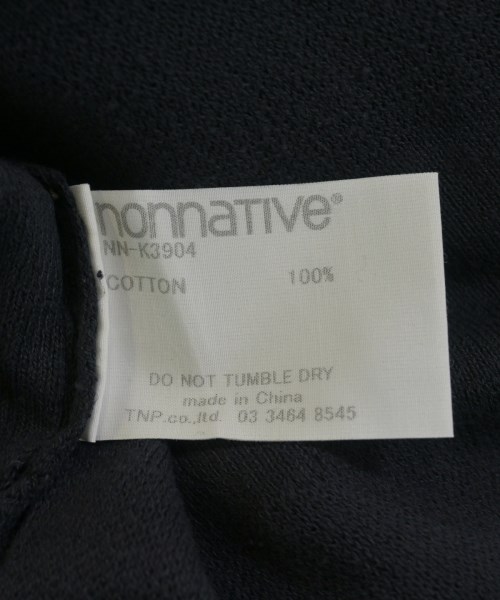 nonnative®
NN-K3904
COTTON 100%
DO NOT TUMBLE DRY
made in China
TNP.co.,ltd. 03 3464 8545